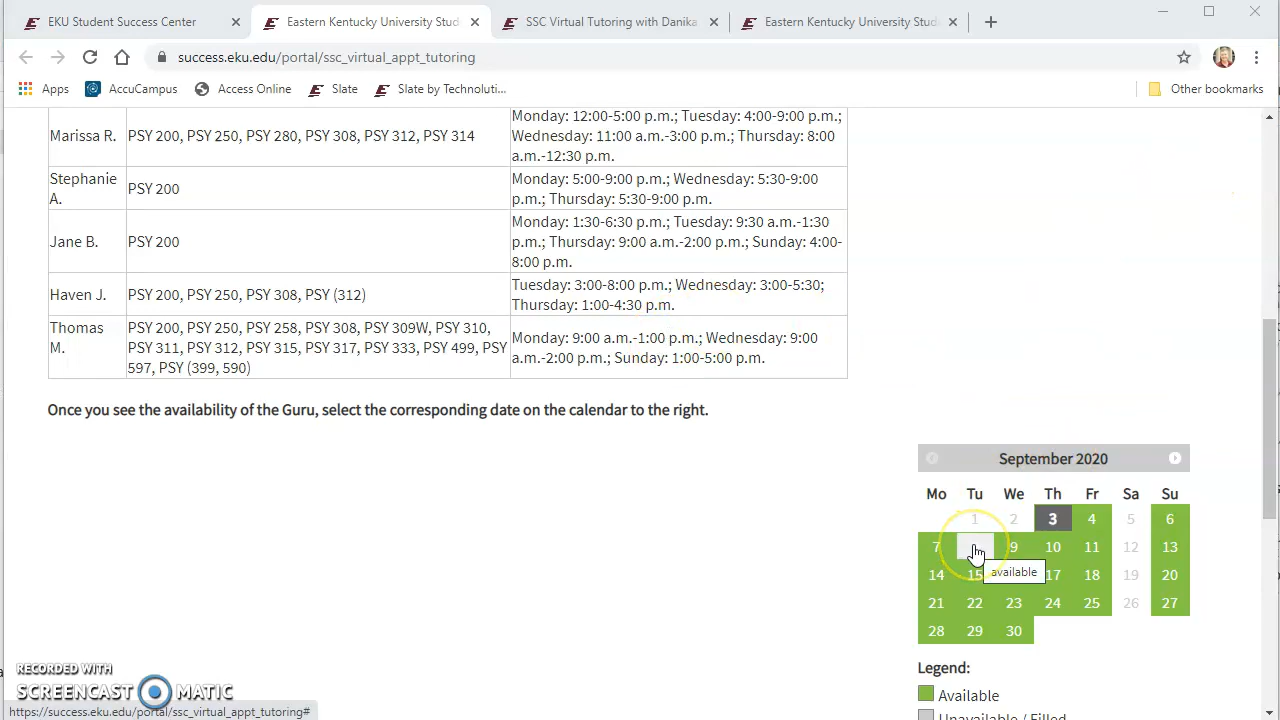 EKU Student Success Center
Eastern Kentucky University Stud
SSC Virtual Tutoring with Danika
Eastern Kentucky University Stud
success.eku.edu/portal/ssc_virtual_appt_tutoring
Apps
AccuCampus
Access Online
Slate
Slate by Technoluti...
Other bookmarks
Marissa R.
PSY 200, PSY 250, PSY 280, PSY 308, PSY 312, PSY 314
Monday: 12:00-5:00 p.m.; Tuesday: 4:00-9:00 p.m.;
Wednesday: 11:00 a.m.-3:00 p.m.; Thursday: 8:00
a.m.-12:30 p.m.
Stephanie
A.
PSY 200
Monday: 5:00-9:00 p.m.; Wednesday: 5:30-9:00
p.m.; Thursday: 5:30-9:00 p.m.
Jane B.
PSY 200
Monday: 1:30-6:30 p.m.; Tuesday: 9:30 a.m.-1:30
p.m.; Thursday: 9:00 a.m.-2:00 p.m.; Sunday: 4:00-
8:00 p.m.
Haven J.
PSY 200, PSY 250, PSY 308, PSY (312)
Tuesday: 3:00-8:00 p.m.; Wednesday: 3:00-5:30;
Thursday: 1:00-4:30 p.m.
Thomas
M.
PSY 200, PSY 250, PSY 258, PSY 308, PSY 309W, PSY 310,
PSY 311, PSY 312, PSY 315, PSY 317, PSY 333, PSY 499, PSY
597, PSY (399, 590)
Monday: 9:00 a.m.-1:00 p.m.; Wednesday: 9:00
a.m.-2:00 p.m.; Sunday: 1:00-5:00 p.m.
Once you see the availability of the Guru, select the corresponding date on the calendar to the right.
September 2020
Mo Tu We Th Fr Sa Su
1 2 3 4 5 6
7 9 10 11 12 13
available
14 15 17 18 19 20
21 22 23 24 25 26 27
28 29 30
Legend:
Available
Unavailable / Filled
RECORDED WITH
SCREENCAST MATIC
https://success.eku.edu/portal/ssc_virtual_appt_tutoring#